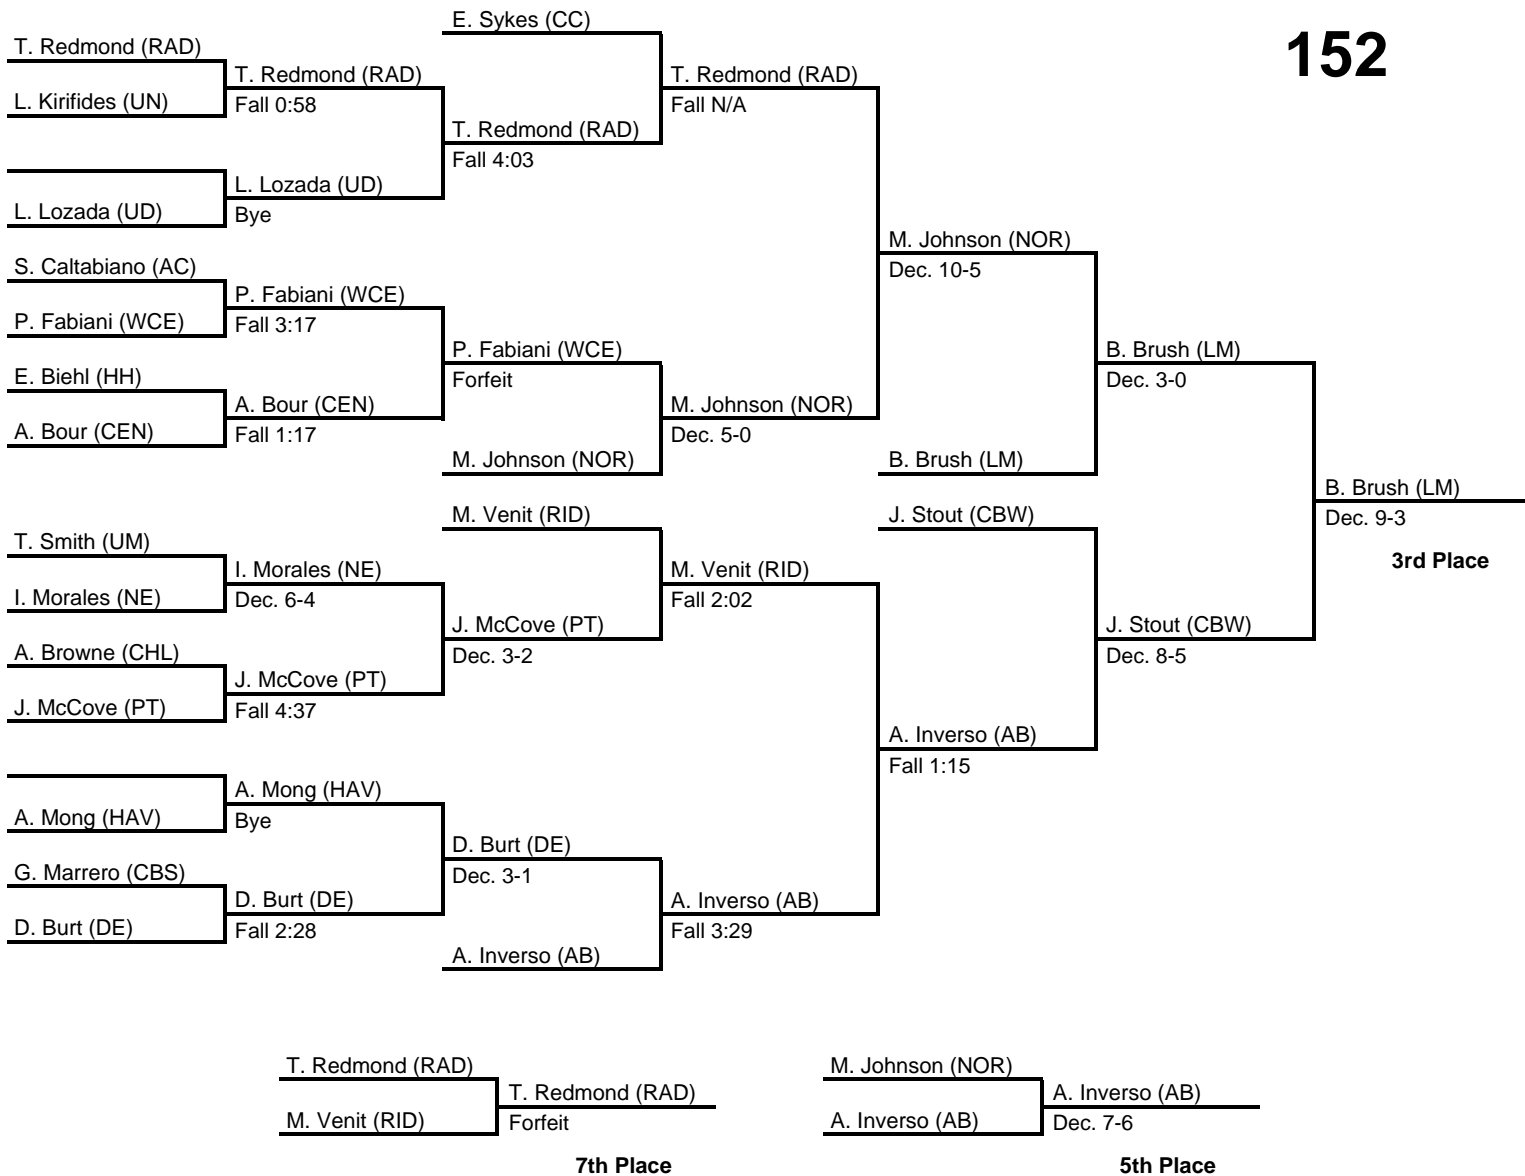 152
T. Redmond (RAD)
L. Kirifides (UN)
L. Lozada (UD)
S. Caltabiano (AC)
P. Fabiani (WCE)
E. Biehl (HH)
A. Bour (CEN)
T. Smith (UM)
I. Morales (NE)
A. Browne (CHL)
J. McCove (PT)
A. Mong (HAV)
G. Marrero (CBS)
D. Burt (DE)
T. Redmond (RAD)
Fall 0:58
L. Lozada (UD)
Bye
P. Fabiani (WCE)
Fall 3:17
A. Bour (CEN)
Fall 1:17
I. Morales (NE)
Dec. 6-4
J. McCove (PT)
Fall 4:37
A. Mong (HAV)
Bye
D. Burt (DE)
Fall 2:28
E. Sykes (CC)
T. Redmond (RAD)
Fall 4:03
P. Fabiani (WCE)
Forfeit
M. Johnson (NOR)
M. Venit (RID)
J. McCove (PT)
Dec. 3-2
D. Burt (DE)
Dec. 3-1
A. Inverso (AB)
T. Redmond (RAD)
Fall N/A
M. Johnson (NOR)
Dec. 5-0
M. Venit (RID)
Fall 2:02
A. Inverso (AB)
Fall 3:29
M. Johnson (NOR)
Dec. 10-5
B. Brush (LM)
J. Stout (CBW)
A. Inverso (AB)
Fall 1:15
B. Brush (LM)
Dec. 3-0
J. Stout (CBW)
Dec. 8-5
B. Brush (LM)
Dec. 9-3
3rd Place
T. Redmond (RAD)
M. Venit (RID)
T. Redmond (RAD)
Forfeit
7th Place
M. Johnson (NOR)
A. Inverso (AB)
A. Inverso (AB)
Dec. 7-6
5th Place